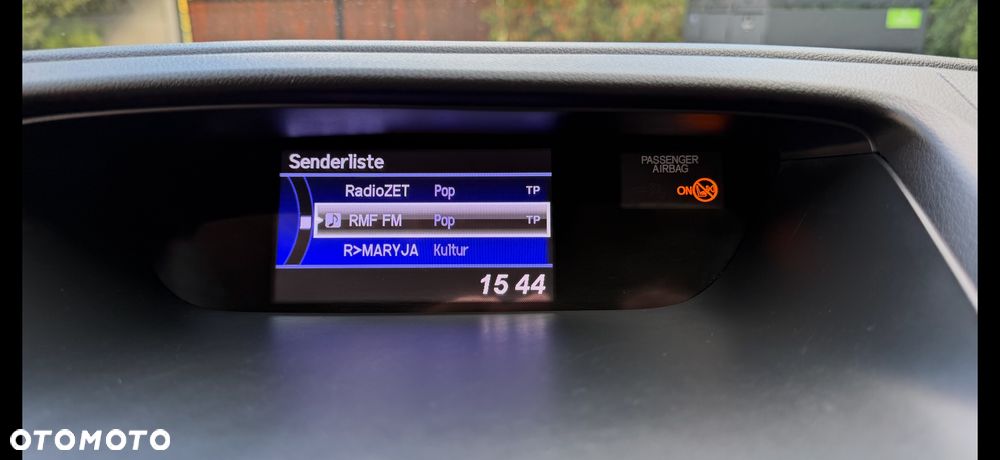 Senderliste
RadioZET Pop TP
RMF FM Pop TP
R>MARYJA Kultur
15 44
PASSENGER
AIRBAG
ON
OTOMOTO